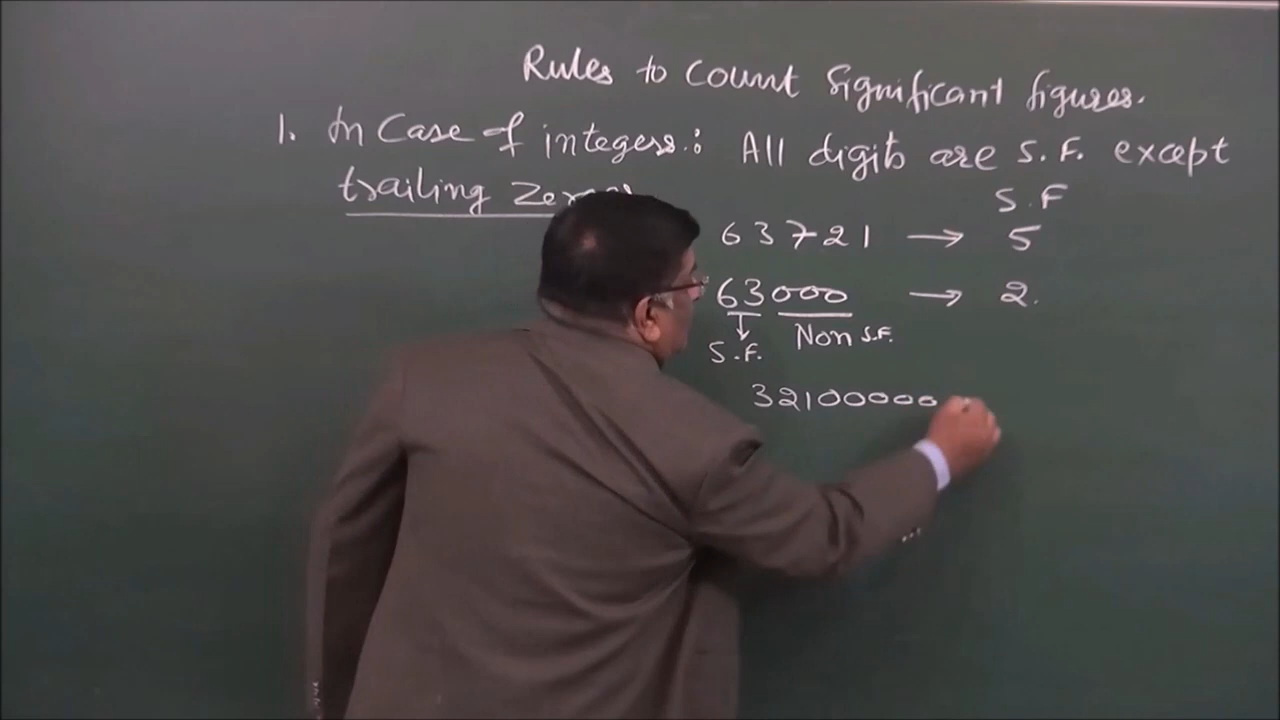 Rules to Count Significant figures.
1. In Case of integers: All digits are S.F. except
trailing
S.F
63721 → 5
63000 → 2.
S.F. Non S.F.
32100000